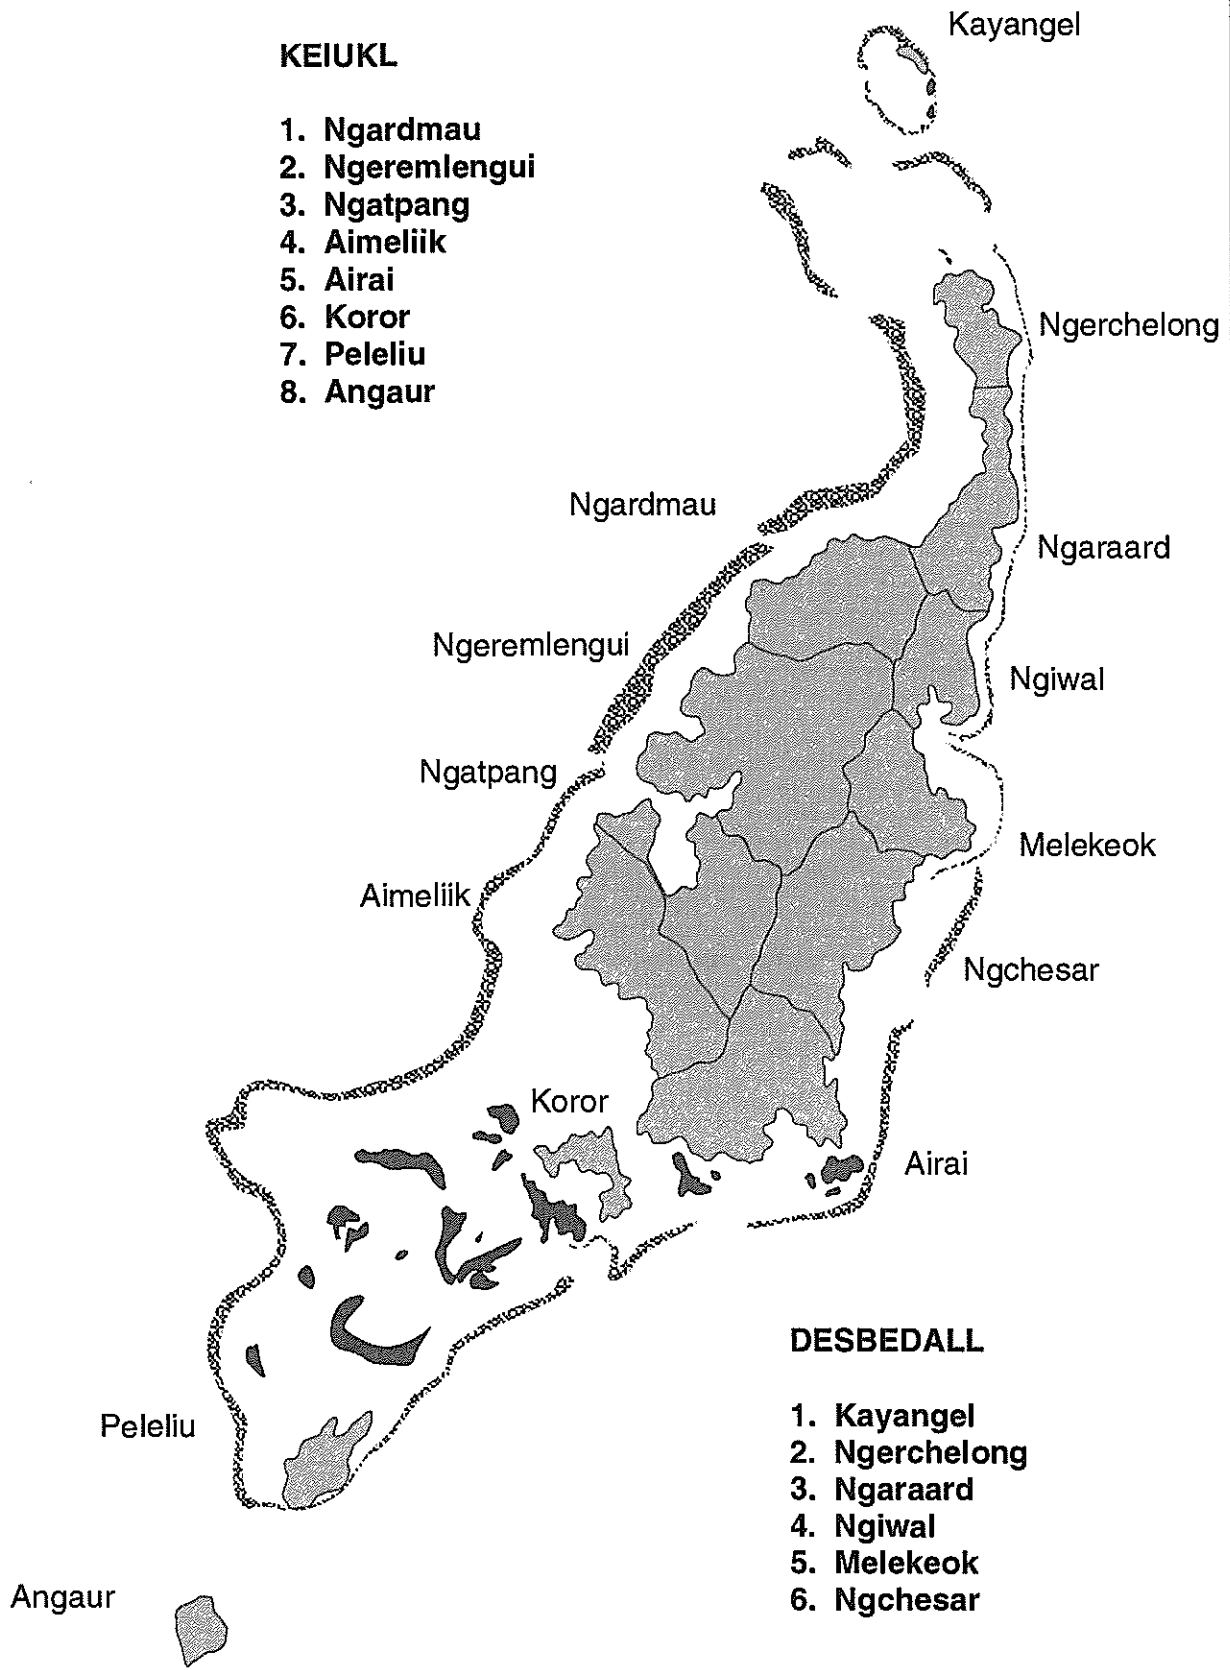 Kayangel
KEIUKL
1. Ngardmau
2. Ngeremlengui
3. Ngatpang
4. Aimeliik
5. Airai
6. Koror
7. Peleliu
8. Angaur
Ngerchelong
Ngardmau
Ngaraard
Ngeremlengui
Ngiwal
Ngatpang
Melekeok
Aimeliik
Ngchesar
Koror
Airai
DESBEDALL
1. Kayangel
2. Ngerchelong
3. Ngaraard
4. Ngiwal
5. Melekeok
6. Ngchesar
Peleliu
Angaur